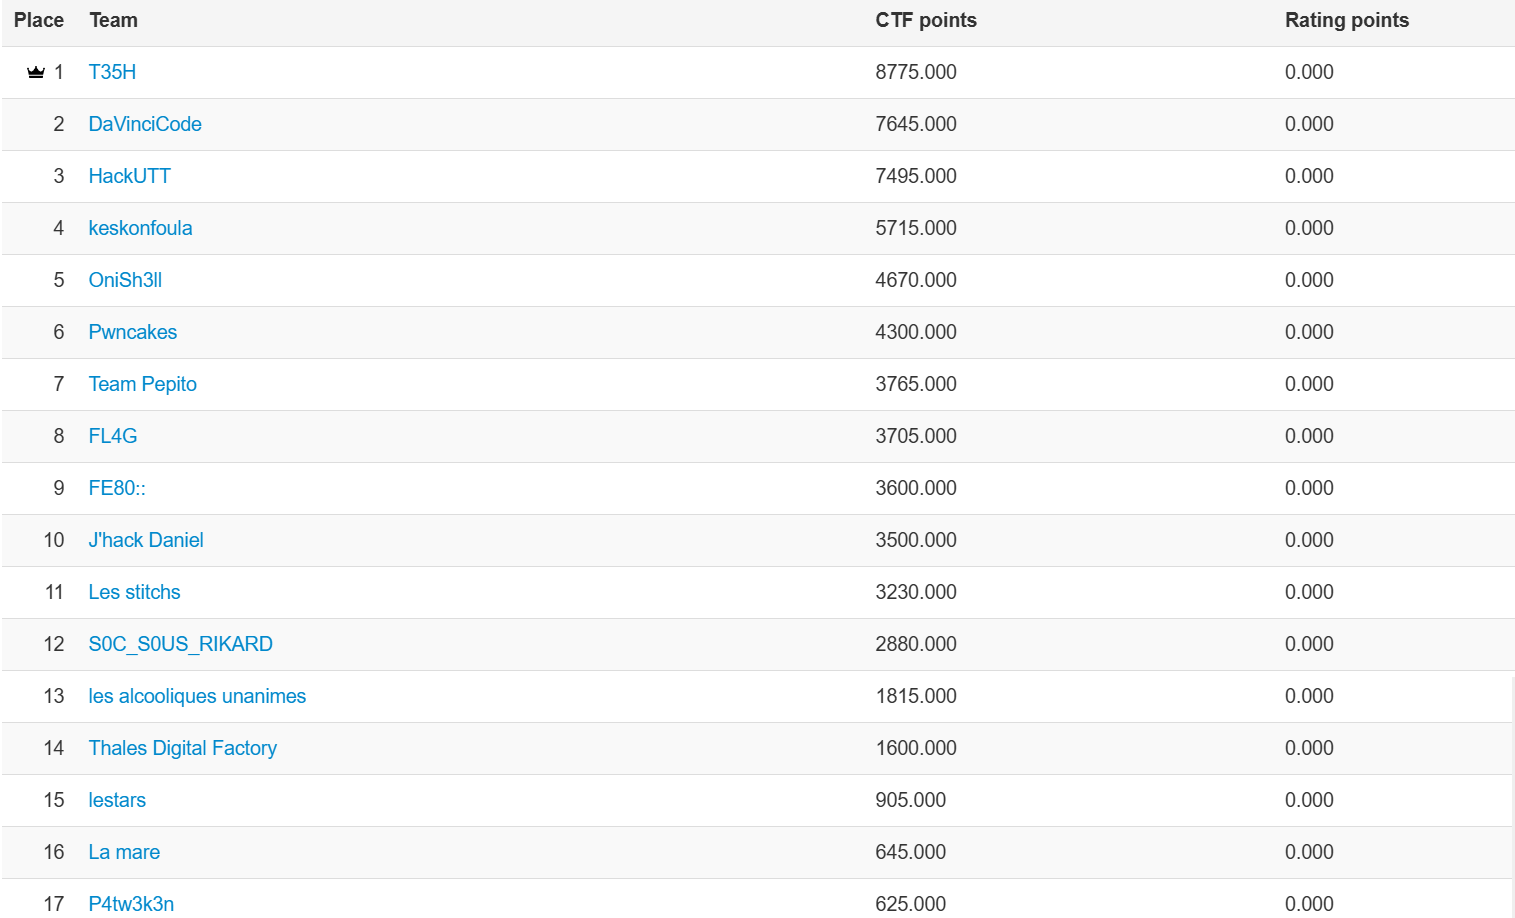 Place Team CTF points Rating points
1 T35H 8775.000 0.000
2 DaVinciCode 7645.000 0.000
3 HackUTT 7495.000 0.000
4 keskonfoula 5715.000 0.000
5 OniSh3ll 4670.000 0.000
6 Pwncakes 4300.000 0.000
7 Team Pepito 3765.000 0.000
8 FL4G 3705.000 0.000
9 FE80:: 3600.000 0.000
10 J'hack Daniel 3500.000 0.000
11 Les stitchs 3230.000 0.000
12 S0C_S0US_RIKARD 2880.000 0.000
13 les alcooliques unanimes 1815.000 0.000
14 Thales Digital Factory 1600.000 0.000
15 lestars 905.000 0.000
16 La mare 645.000 0.000
17 P4tw3k3n 625.000 0.000